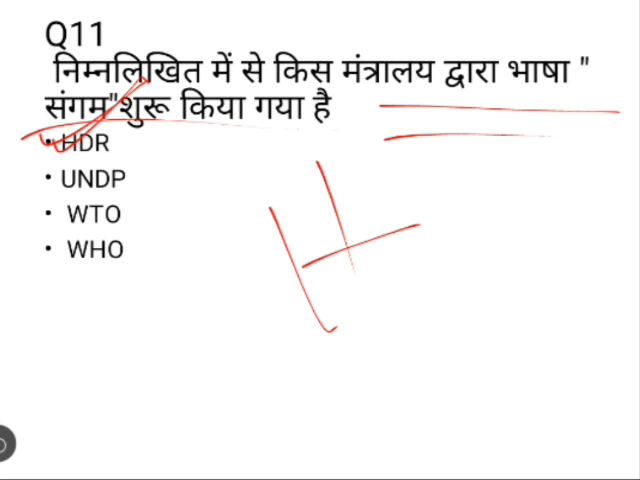 Q11
निम्नलिखित में से किस मंत्रालय द्वारा भाषा "
संगम"शुरू किया गया है
• HDR
• UNDP
• WTO
• WHO